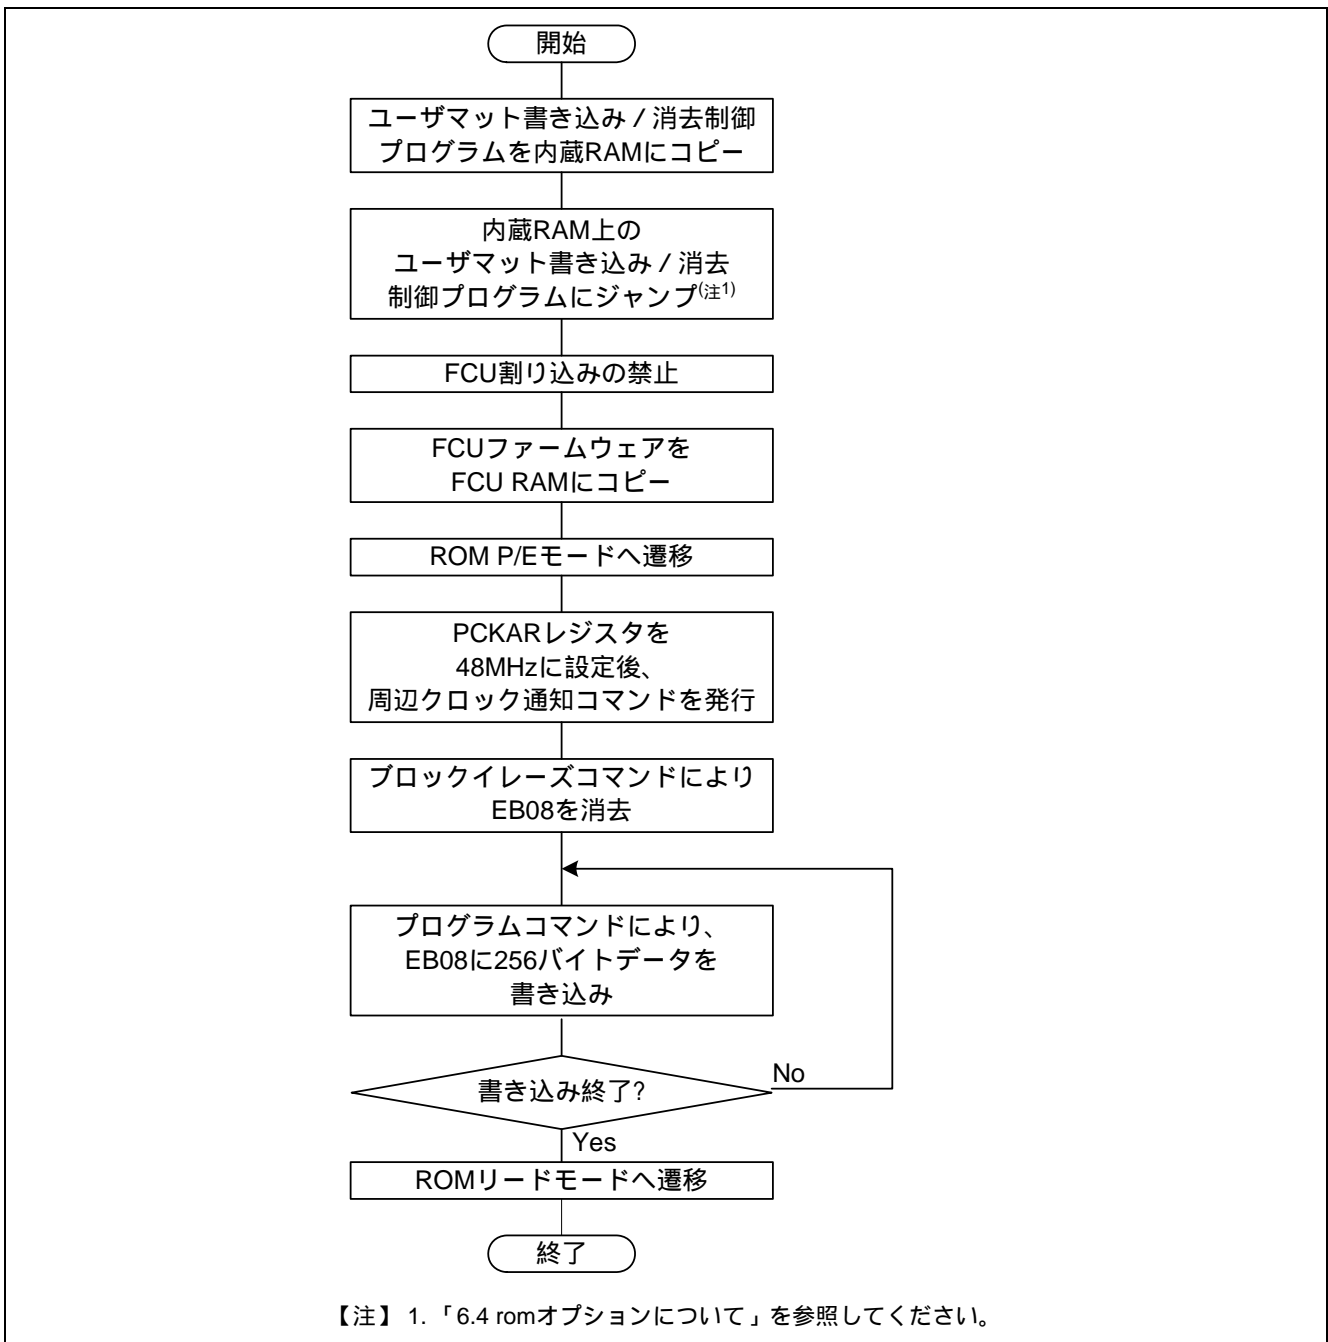 開始
ユーザマット書き込み / 消去制御
プログラムを内蔵RAMにコピー
内蔵RAM上の
ユーザマット書き込み / 消去
制御プログラムにジャンプ(注1)
FCU割り込みの禁止
FCUファームウェアを
FCU RAMにコピー
ROM P/Eモードへ遷移
PCKARレジスタを
48MHzに設定後、
周辺クロック通知コマンドを発行
ブロックイレーズコマンドにより
EB08を消去
プログラムコマンドにより、
EB08に256バイトデータを
書き込み
書き込み終了?
No
Yes
ROMリードモードへ遷移
終了
【注】 1. 「6.4 romオプションについて」を参照してください。